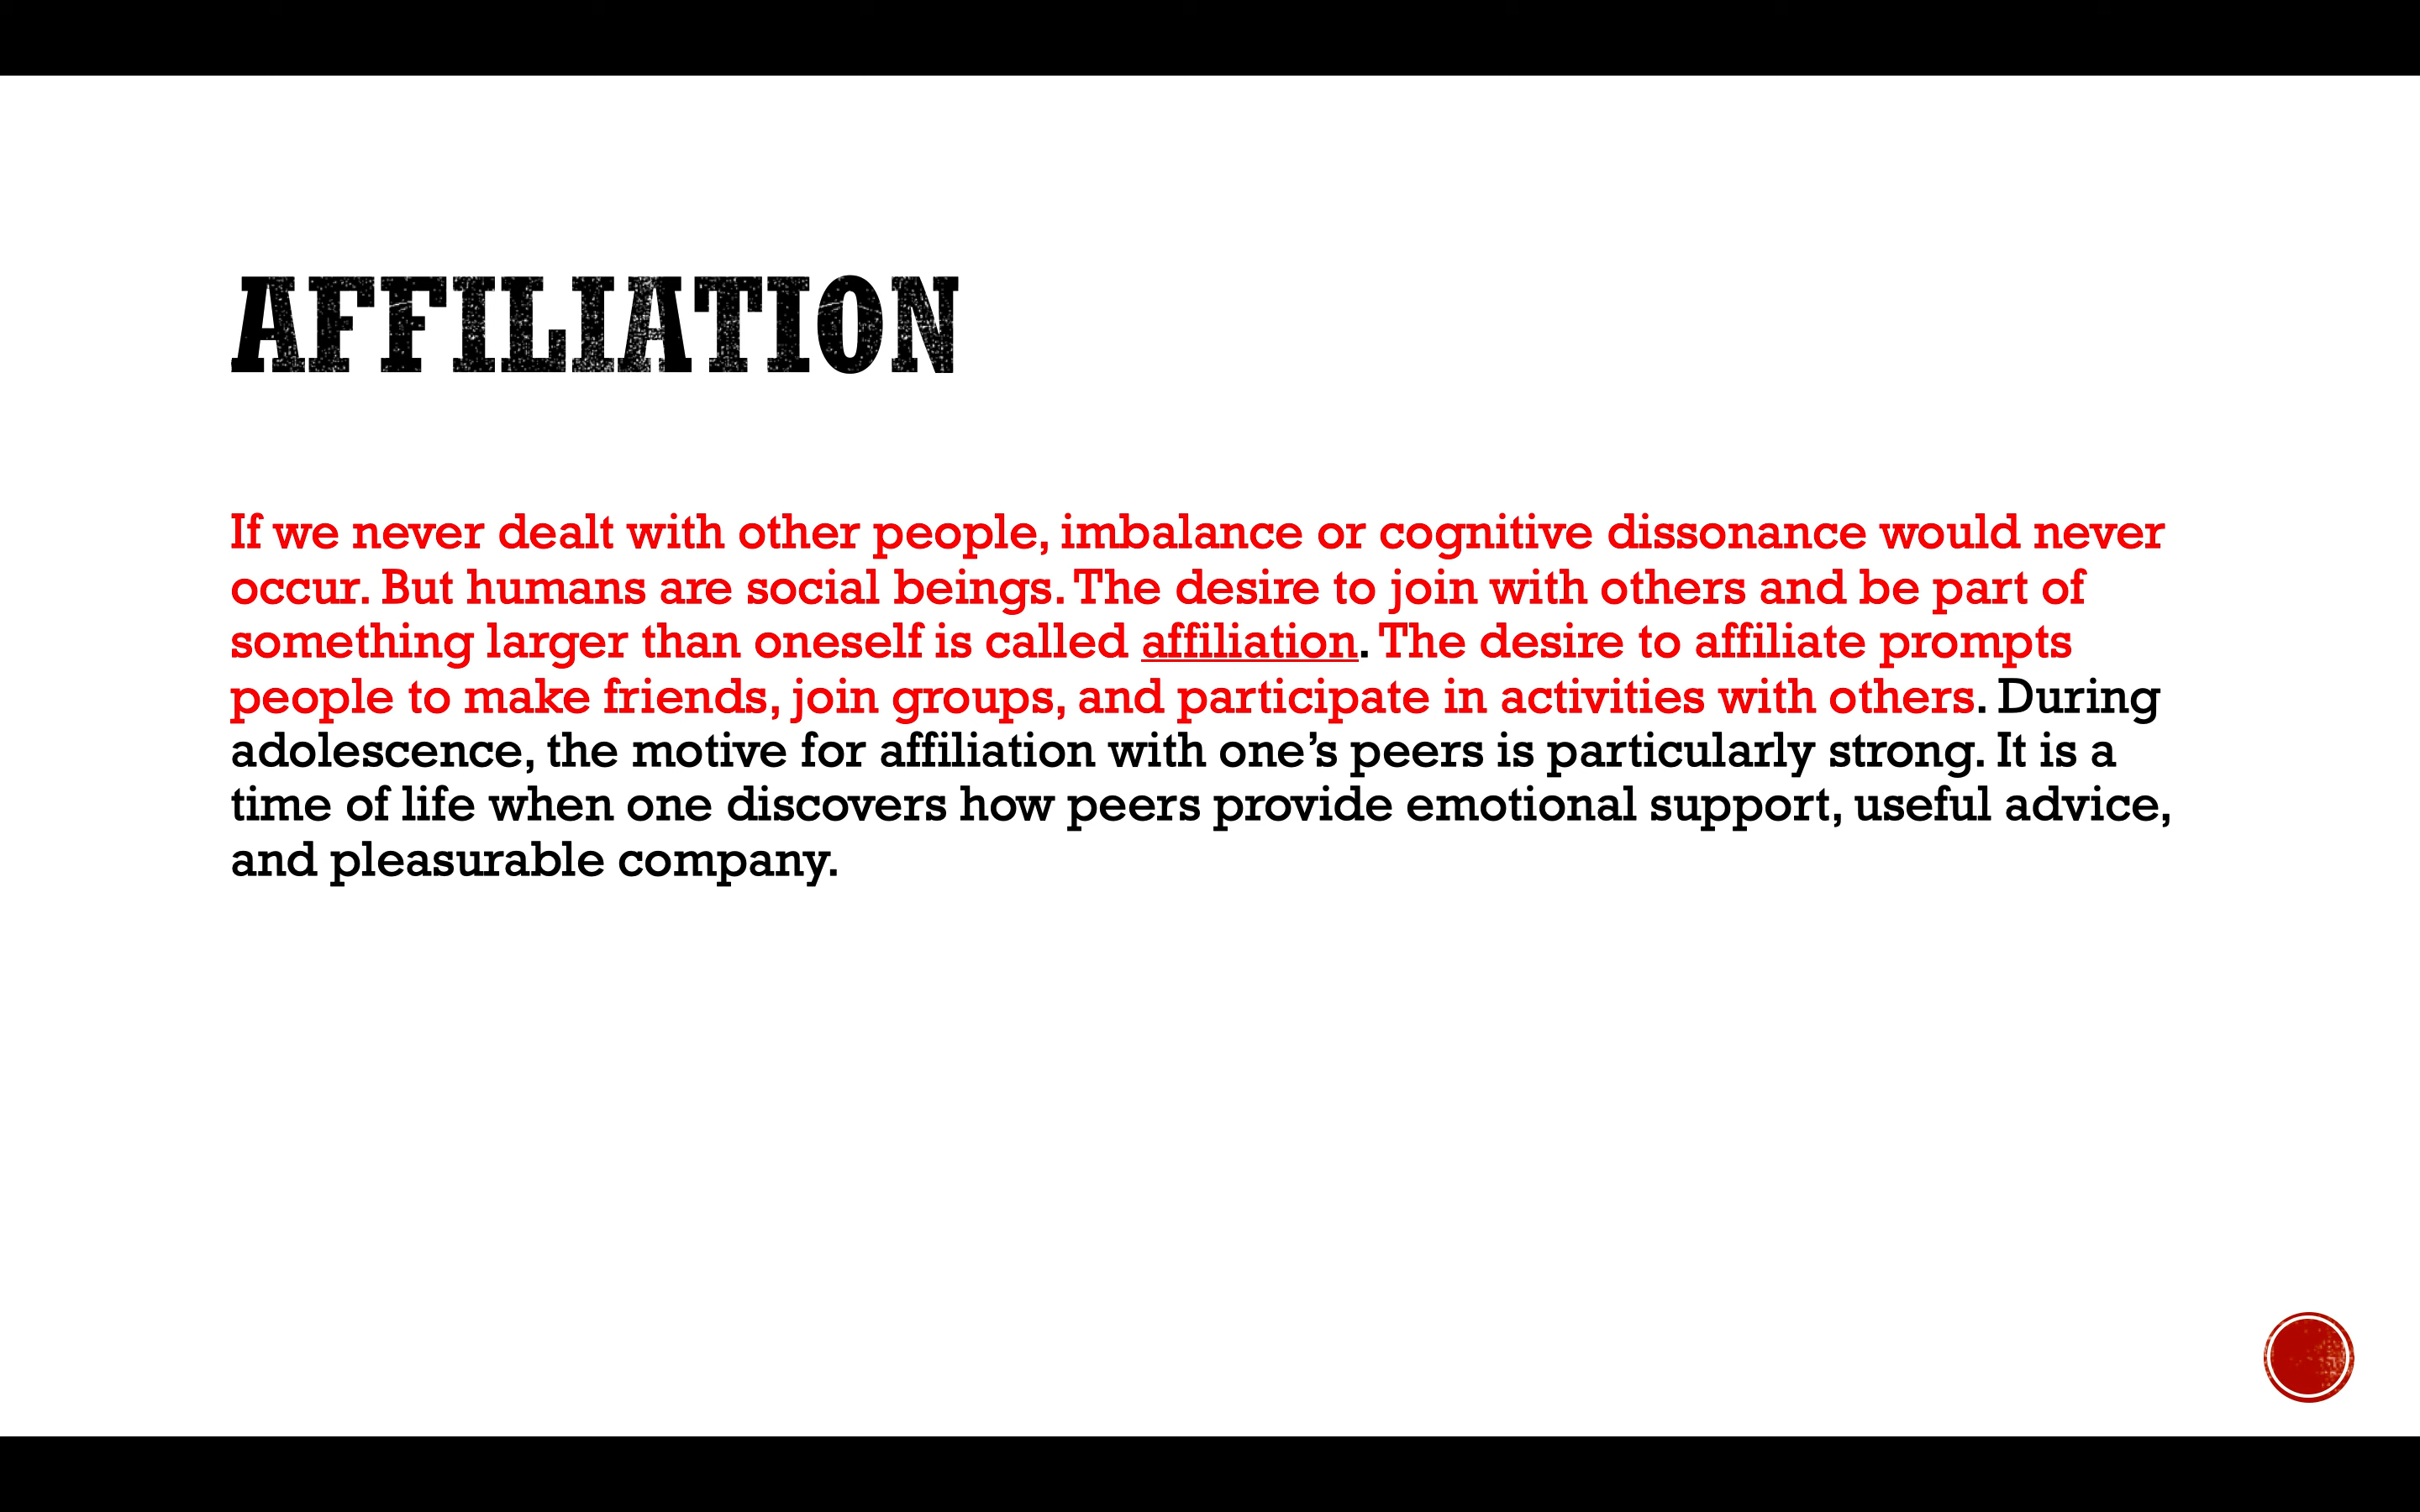 AFFILIATION
If we never dealt with other people, imbalance or cognitive dissonance would never
occur. But humans are social beings. The desire to join with others and be part of
something larger than oneself is called affiliation. The desire to affiliate prompts
people to make friends, join groups, and participate in activities with others. During
adolescence, the motive for affiliation with one’s peers is particularly strong. It is a
time of life when one discovers how peers provide emotional support, useful advice,
and pleasurable company.